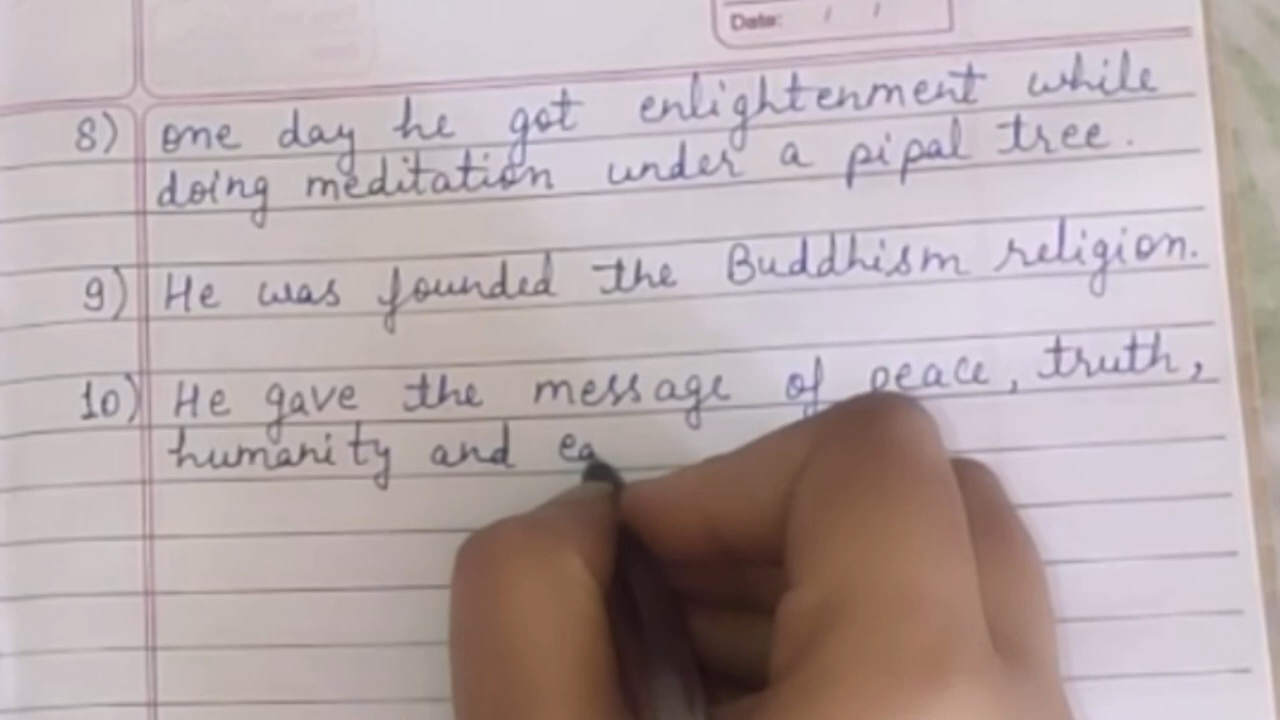 Date: / /
8) one day he got enlightenment while
doing meditation under a pipal tree.
9) He was founded the Buddhism religion.
10) He gave the message of peace, truth,
humanity and